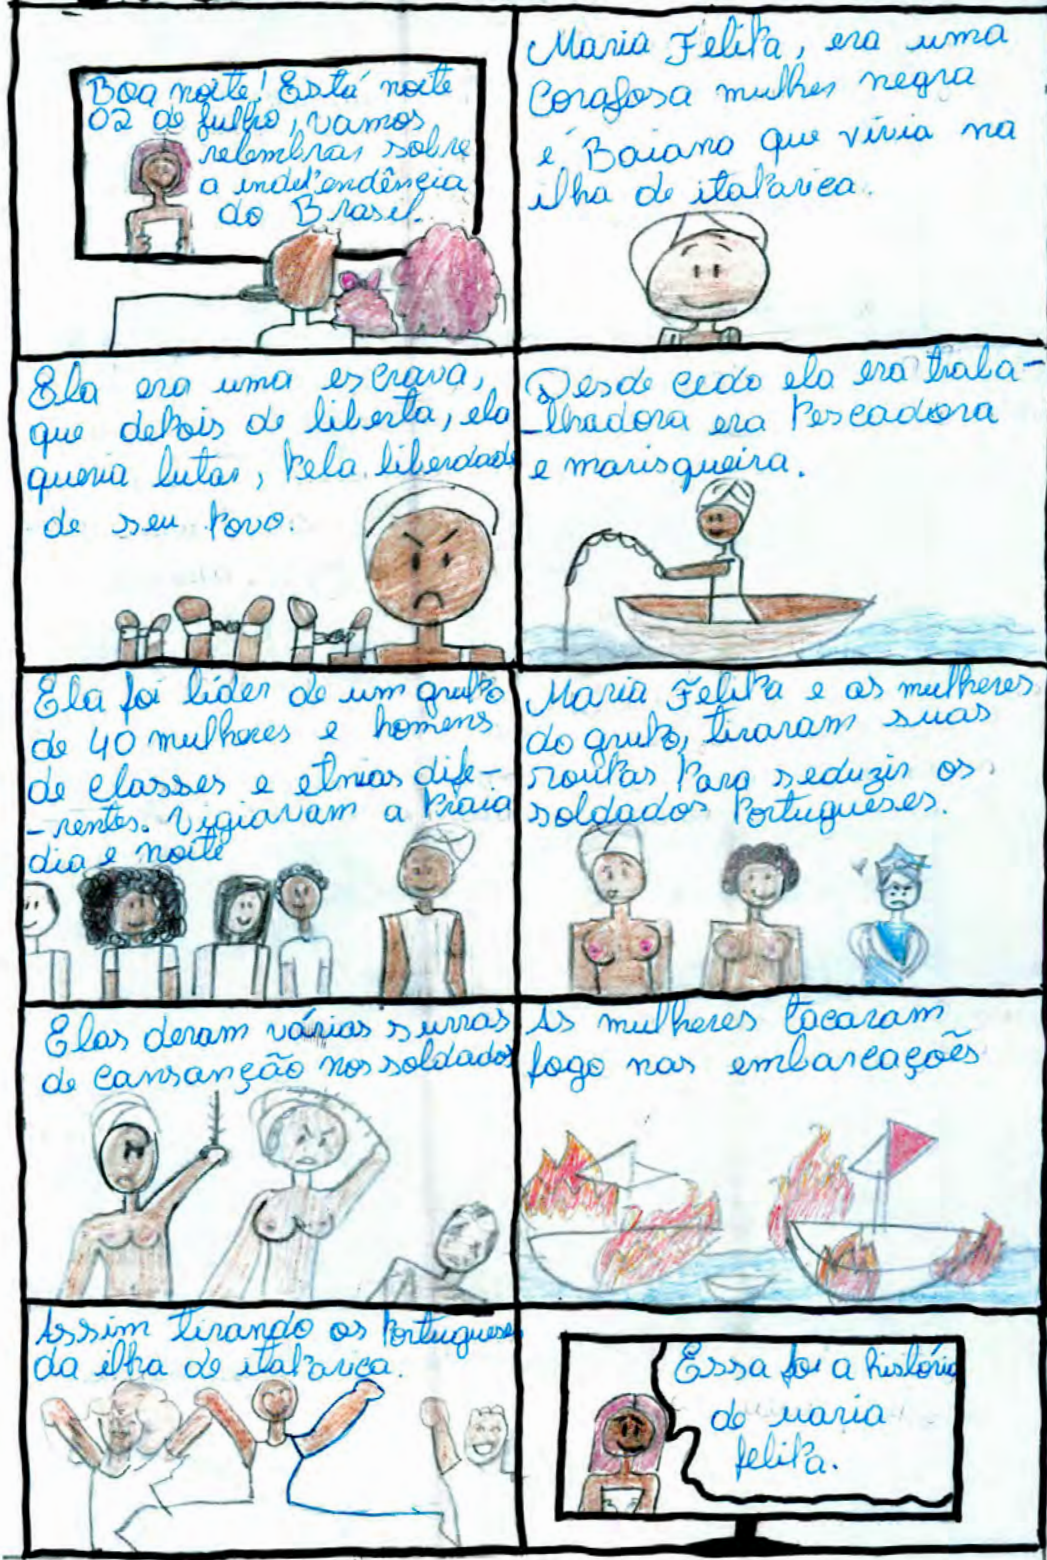 Boa noite! Está noite
02 de julho, vamos
relembrar sobre
a independência
do Brasil.
Maria Felipa, era uma
corajosa mulher negra
é Baiana que vivia na
ilha de itaparica.
Ela era uma escrava,
que depois de liberta, ela
queria lutar, pela liberdade
de seu povo.
Desde cedo ela era traba-
-lhadora era Pescadora
e marisqueira.
Ela foi líder de um grupo
de 40 mulheres e homens
de classes e etnias dife-
-rentes. Vigiavam a Praia
dia e noite
Maria Felipa e as mulheres
do grupo, tiraram suas
roupas Para seduzir os
soldados Portugueses.
Elas deram várias surras
de cansanção nos soldados
As mulheres tacaram
fogo nas embarcações
Assim tirando os Portugueses
da ilha de itaparica.
Essa foi a história
de maria
felipa.